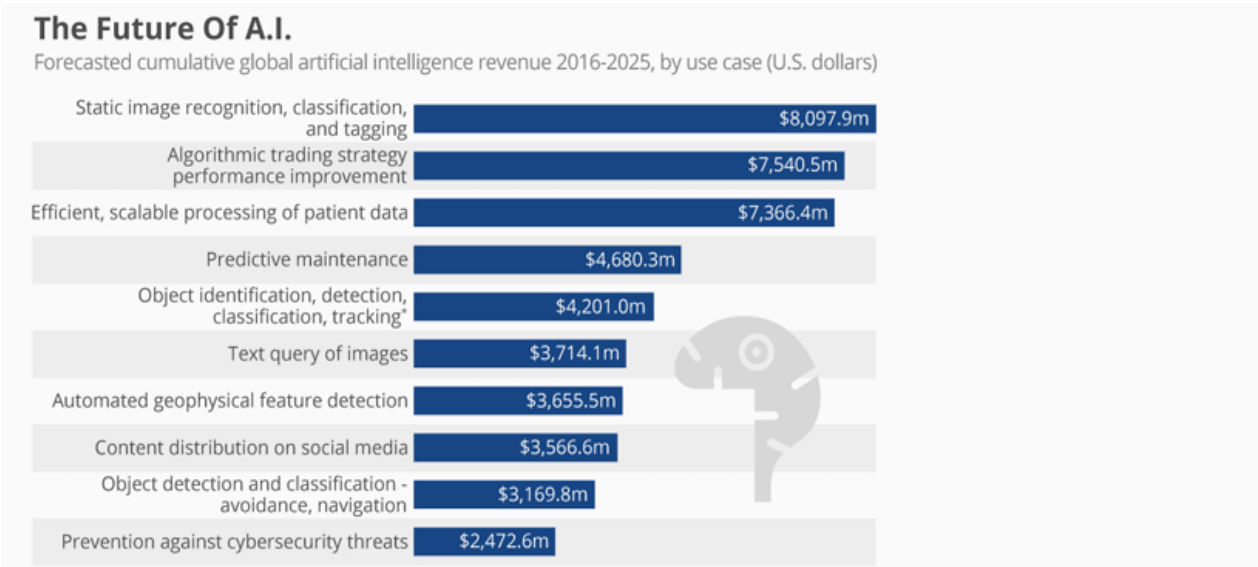 The Future Of A.I.
Forecasted cumulative global artificial intelligence revenue 2016-2025, by use case (U.S. dollars)
Static image recognition, classification,
and tagging
$8,097.9m
Algorithmic trading strategy
performance improvement
$7,540.5m
Efficient, scalable processing of patient data
$7,366.4m
Predictive maintenance
$4,680.3m
Object identification, detection,
classification, tracking*
$4,201.0m
Text query of images
$3,714.1m
Automated geophysical feature detection
$3,655.5m
Content distribution on social media
$3,566.6m
Object detection and classification -
avoidance, navigation
$3,169.8m
Prevention against cybersecurity threats
$2,472.6m